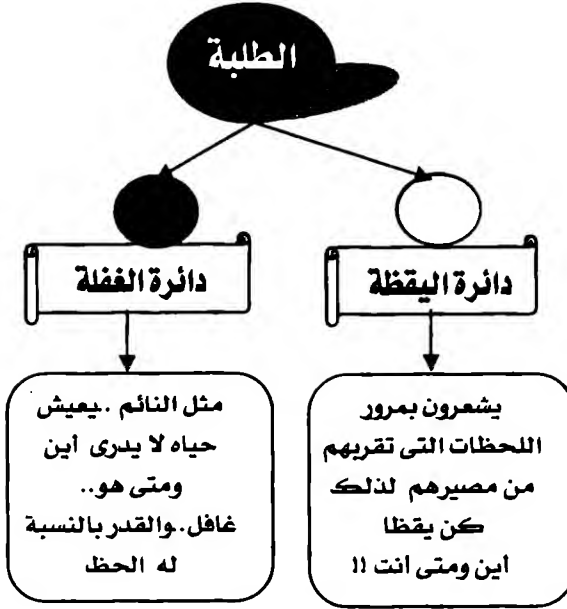 الطلبة
دائرة اليقظة
يشعرون بمرور
اللحظات التى تقربهم
من مصيرهم لذلك
كن يقظا
اين ومتى انت !!
دائرة الغفلة
مثل النائم ..يعيش
حياه لا يدرى أين
ومتى هو..
غافل..والقدر بالنسبة
له الحظ